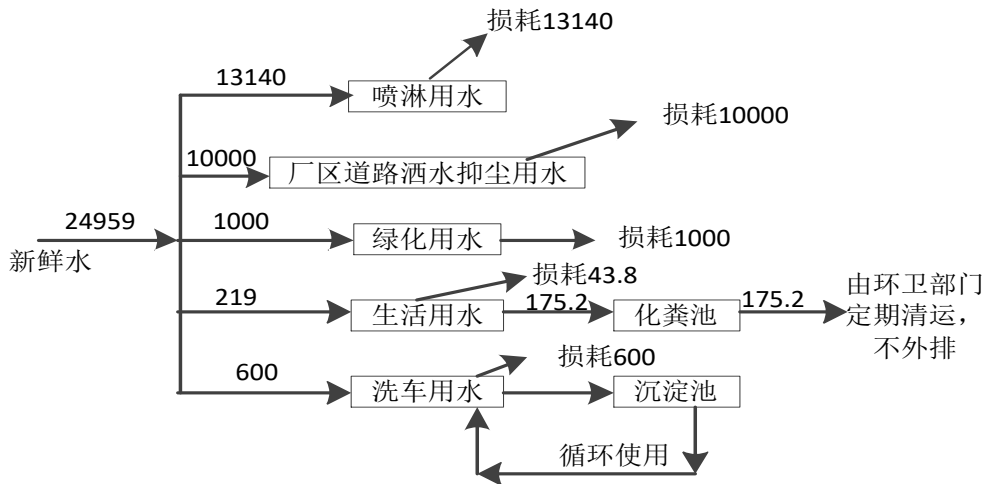 损耗13140
13140
喷淋用水
损耗10000
10000
厂区道路洒水抑尘用水
24959
新鲜水
1000
绿化用水
损耗1000
损耗43.8
219
生活用水
175.2
化粪池
175.2
由环卫部门
定期清运，
不外排
损耗600
600
洗车用水
沉淀池
循环使用